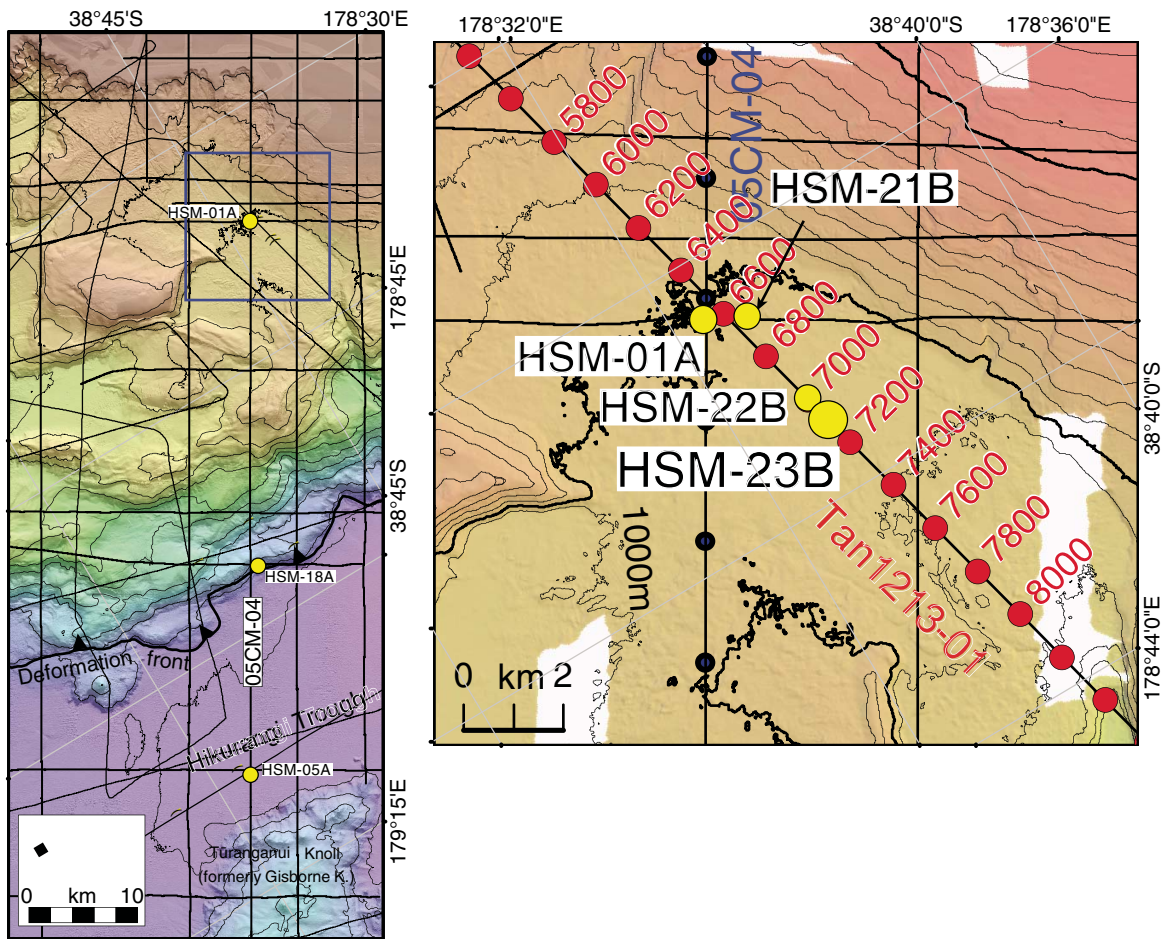 38°45'S
178°30'E
HSM-01A
178°45'E
38°45'S
HSM-18A
05CM-04
Deformation front
Hikurangi Trough
HSM-05A
179°15'E
Turanganui Knoll
(formerly Gisborne K.)
0 km 10
178°32'0"E
38°40'S
178°36'0"E
05CM-04
5800
6000
6200
HSM-21B
6400
6600
6800
HSM-01A
7000
HSM-22B
7200
38°40'0"S
HSM-23B
7400
7600
1000m
7800
Tan1213-01
8000
178°44'0"E
0 km 2